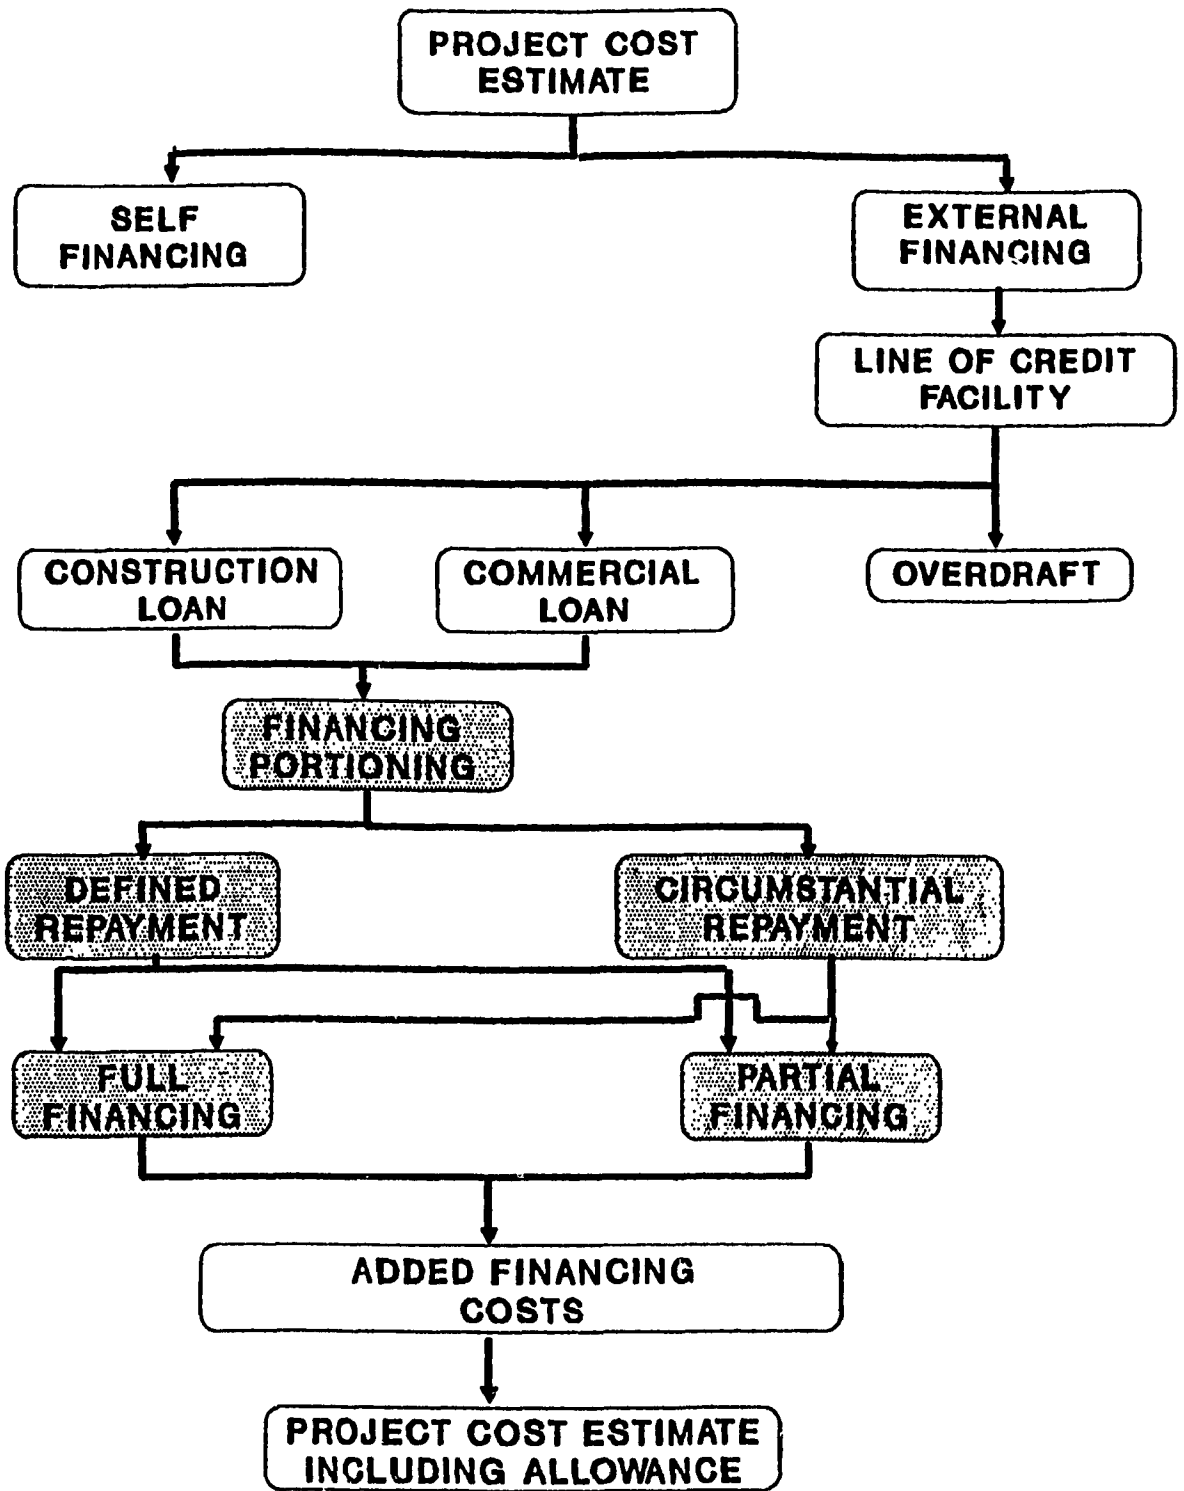 PROJECT COST
ESTIMATE
SELF
FINANCING
EXTERNAL
FINANCING
LINE OF CREDIT
FACILITY
CONSTRUCTION
LOAN
COMMERCIAL
LOAN
OVERDRAFT
FINANCING
PORTIONING
DEFINED
REPAYMENT
CIRCUMSTANTIAL
REPAYMENT
FULL
FINANCING
PARTIAL
FINANCING
ADDED FINANCING
COSTS
PROJECT COST ESTIMATE
INCLUDING ALLOWANCE